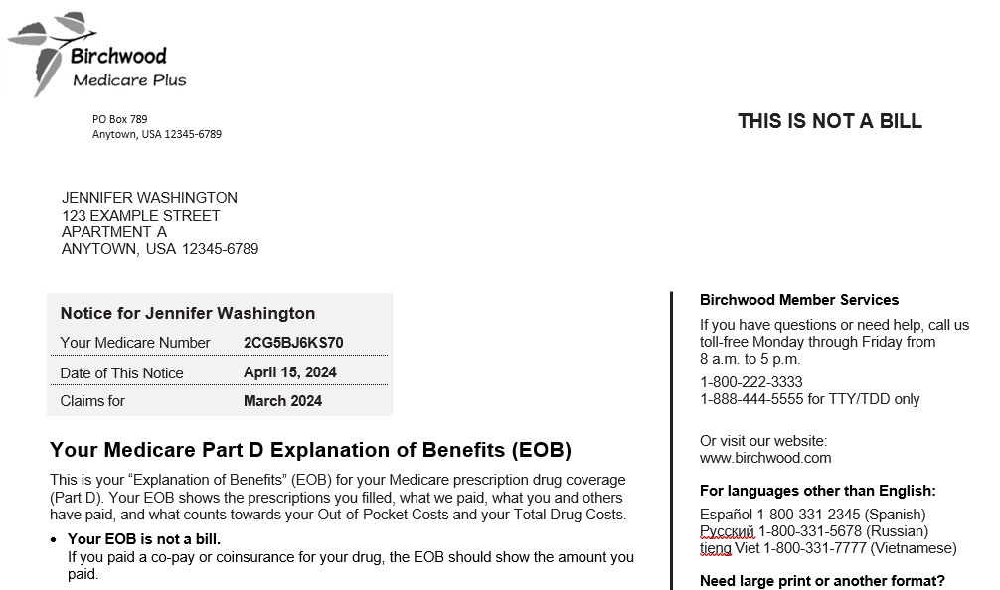 Birchwood
Medicare Plus
PO Box 789
Anytown, USA 12345-6789
THIS IS NOT A BILL
JENNIFER WASHINGTON
123 EXAMPLE STREET
APARTMENT A
ANYTOWN, USA 12345-6789
Notice for Jennifer Washington
Your Medicare Number 2CG5BJ6KS70
Date of This Notice April 15, 2024
Claims for March 2024
Your Medicare Part D Explanation of Benefits (EOB)
This is your “Explanation of Benefits” (EOB) for your Medicare prescription drug coverage
(Part D). Your EOB shows the prescriptions you filled, what we paid, what you and others
have paid, and what counts towards your Out-of-Pocket Costs and your Total Drug Costs.
• Your EOB is not a bill.
If you paid a co-pay or coinsurance for your drug, the EOB should show the amount you
paid.
Birchwood Member Services
If you have questions or need help, call us
toll-free Monday through Friday from
8 a.m. to 5 p.m.
1-800-222-3333
1-888-444-5555 for TTY/TDD only
Or visit our website:
www.birchwood.com
For languages other than English:
Español 1-800-331-2345 (Spanish)
Русский 1-800-331-5678 (Russian)
tieng Viet 1-800-331-7777 (Vietnamese)
Need large print or another format?